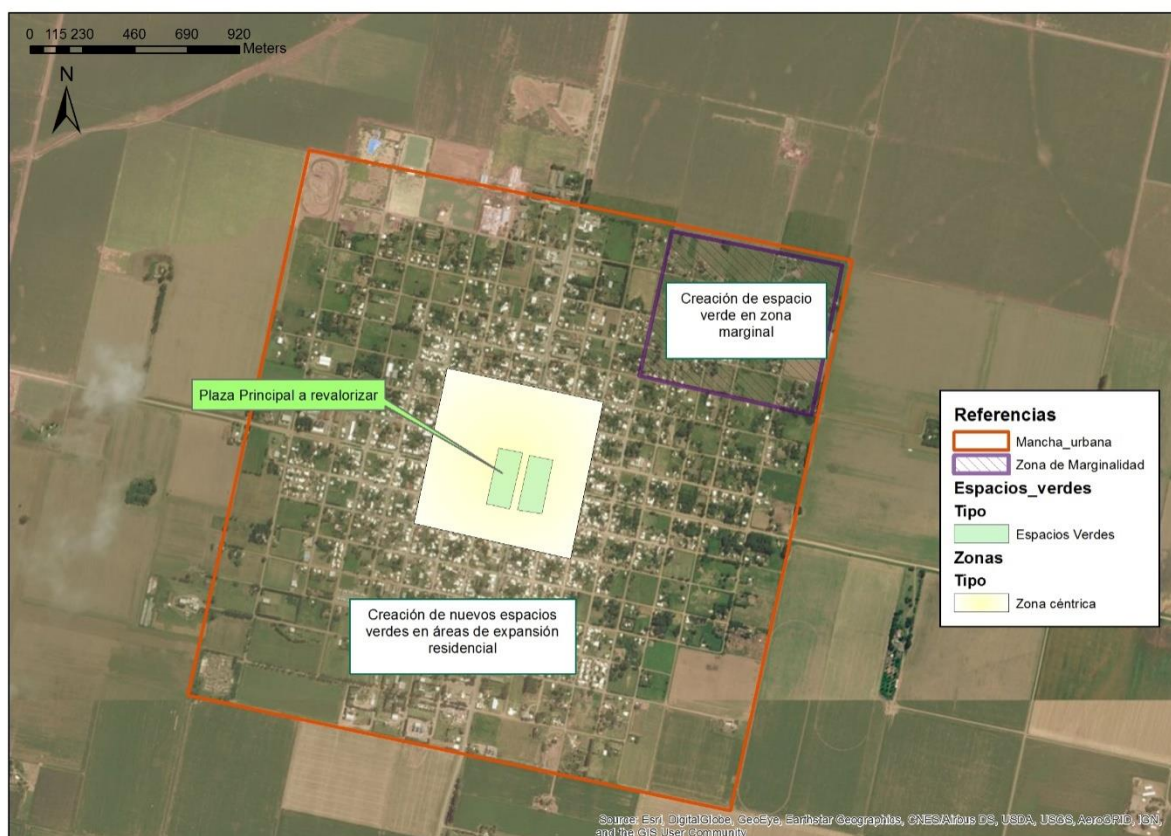 0 115 230 460 690 920
Meters
N
Creación de espacio
verde en zona
marginal
Plaza Principal a revalorizar
Referencias
Mancha_urbana
Zona de Marginalidad
Espacios_verdes
Tipo
Espacios Verdes
Zonas
Tipo
Zona céntrica
Creación de nuevos espacios
verdes en áreas de expansión
residencial
Source: Esri, DigitalGlobe, GeoEye, Earthstar Geographics, CNES/Airbus DS, USDA, USGS, AeroGRID, IGN,
and the GIS User Community